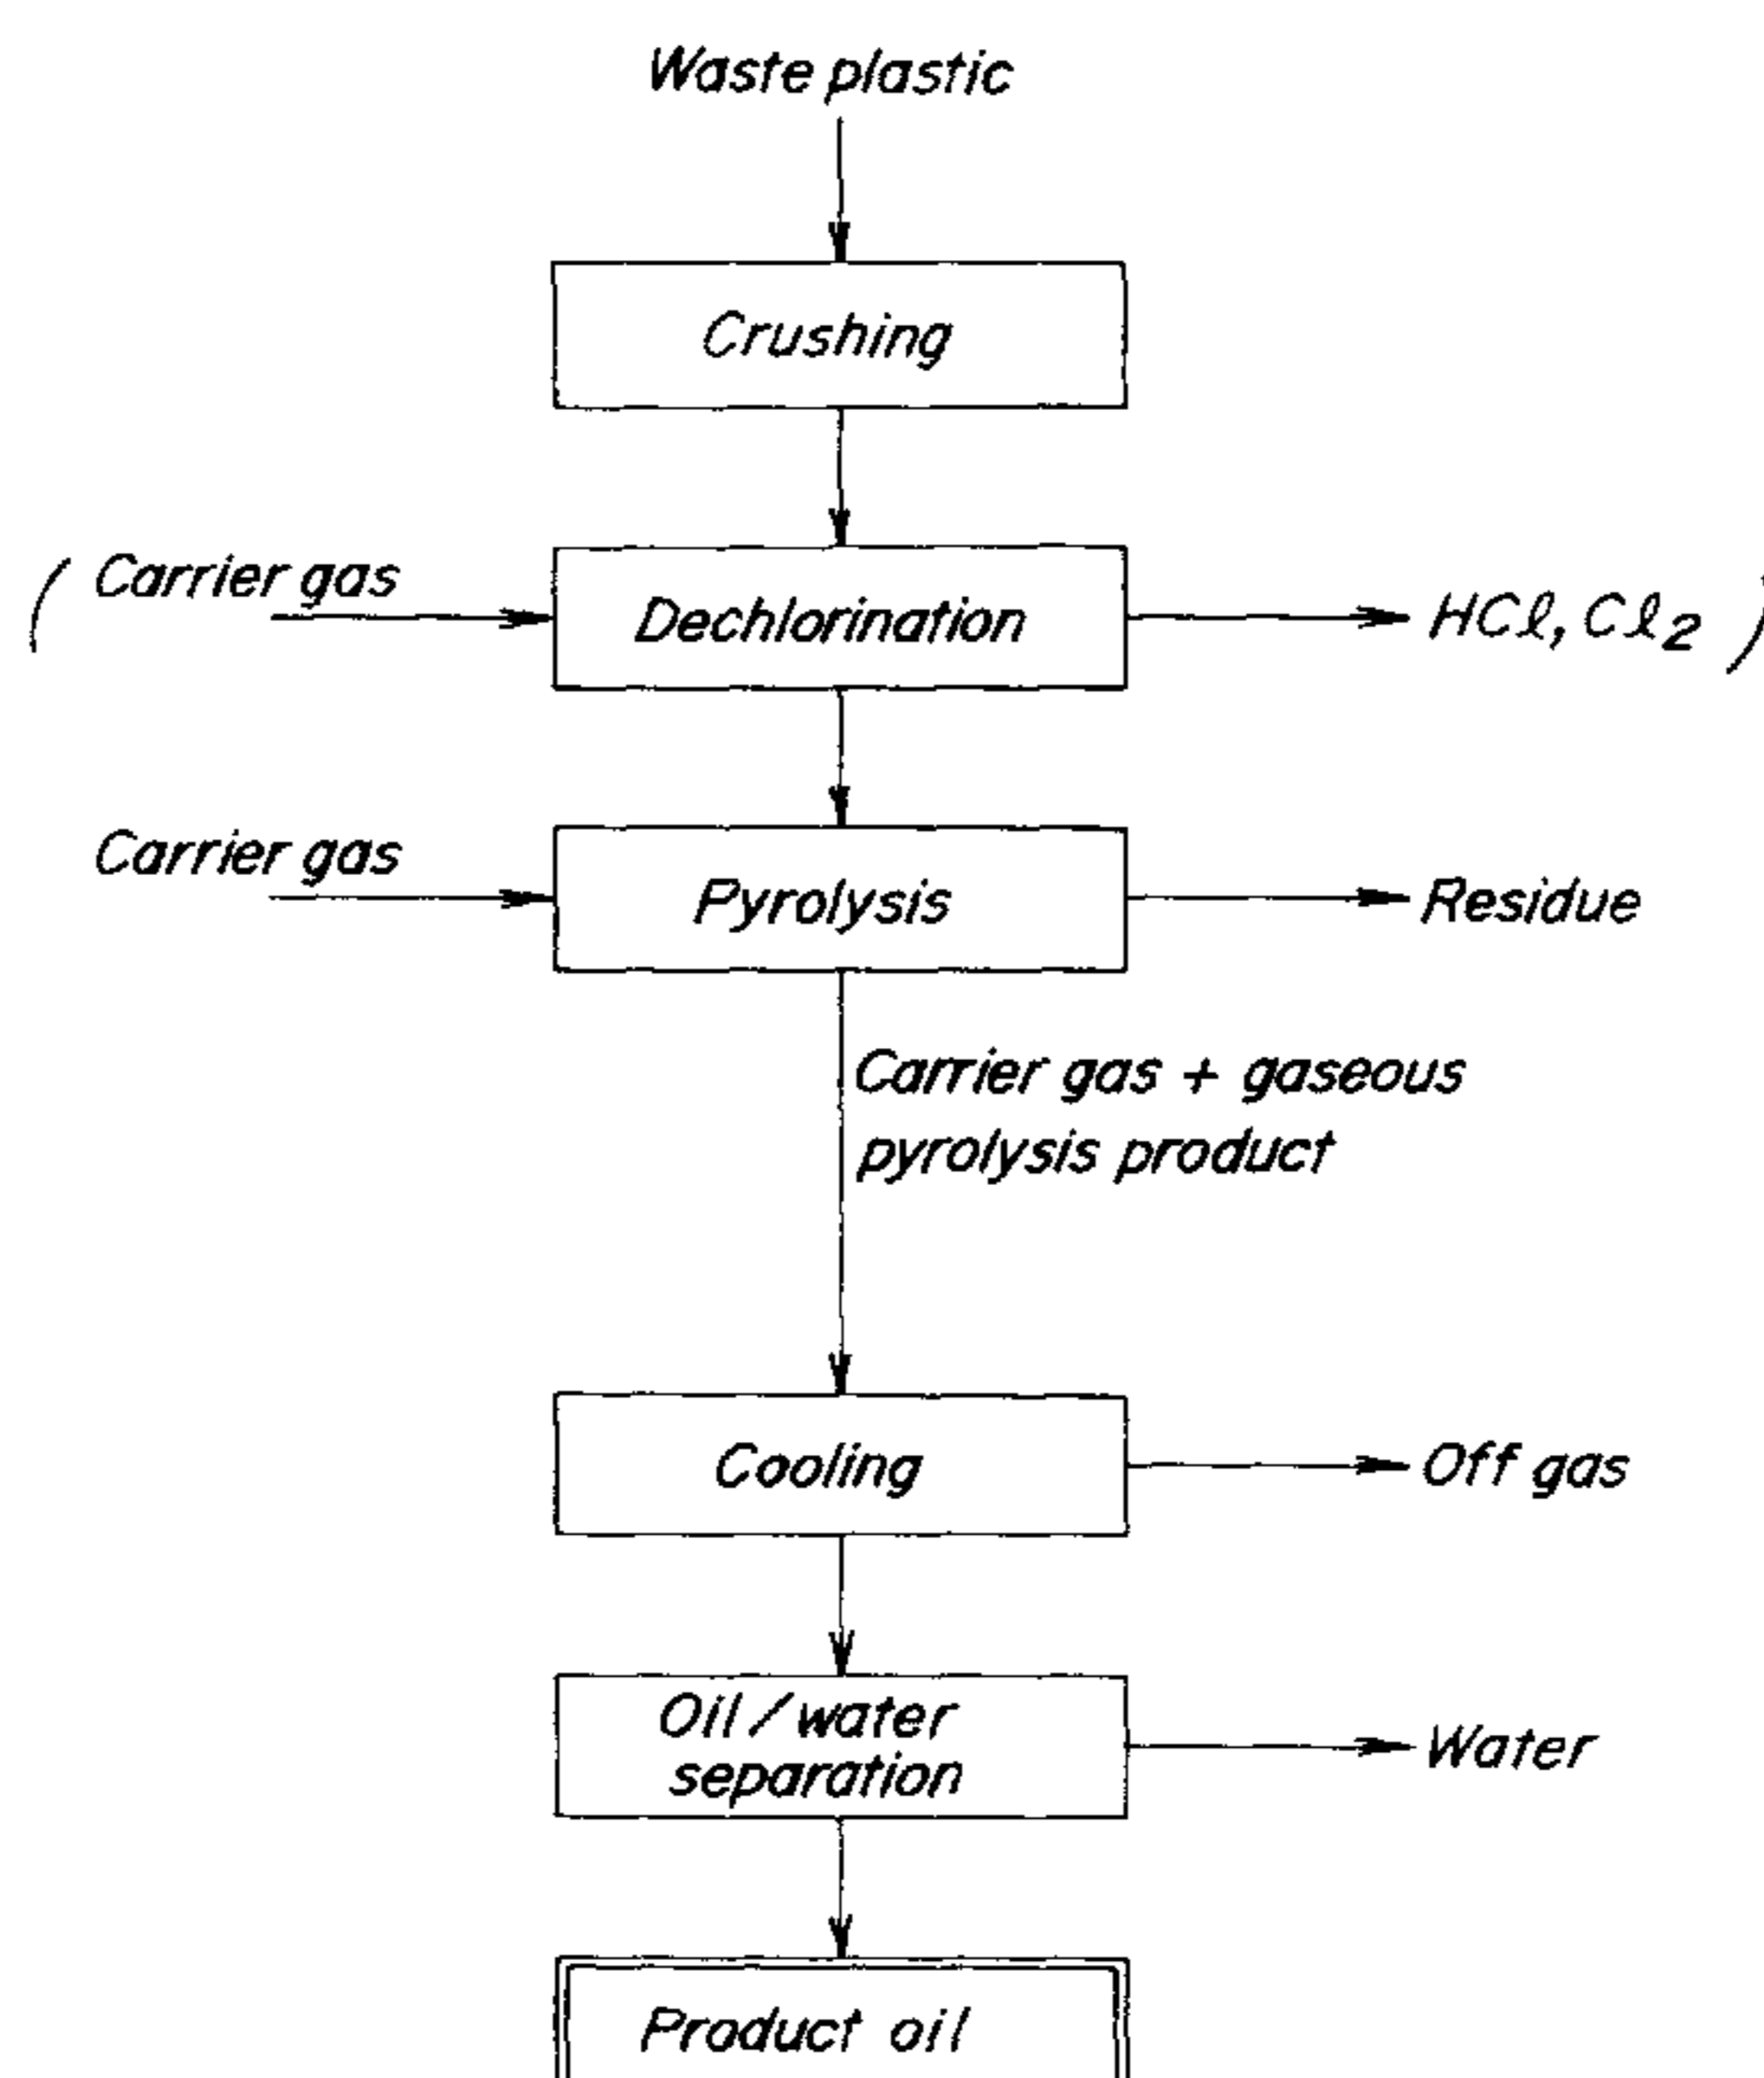 Waste plastic
Crushing
( Carrier gas
Dechlorination
HCl, Cl2 )
Carrier gas
Pyrolysis
Residue
Carrier gas + gaseous
pyrolysis product
Cooling
Off gas
Oil/water
separation
Water
Product oil